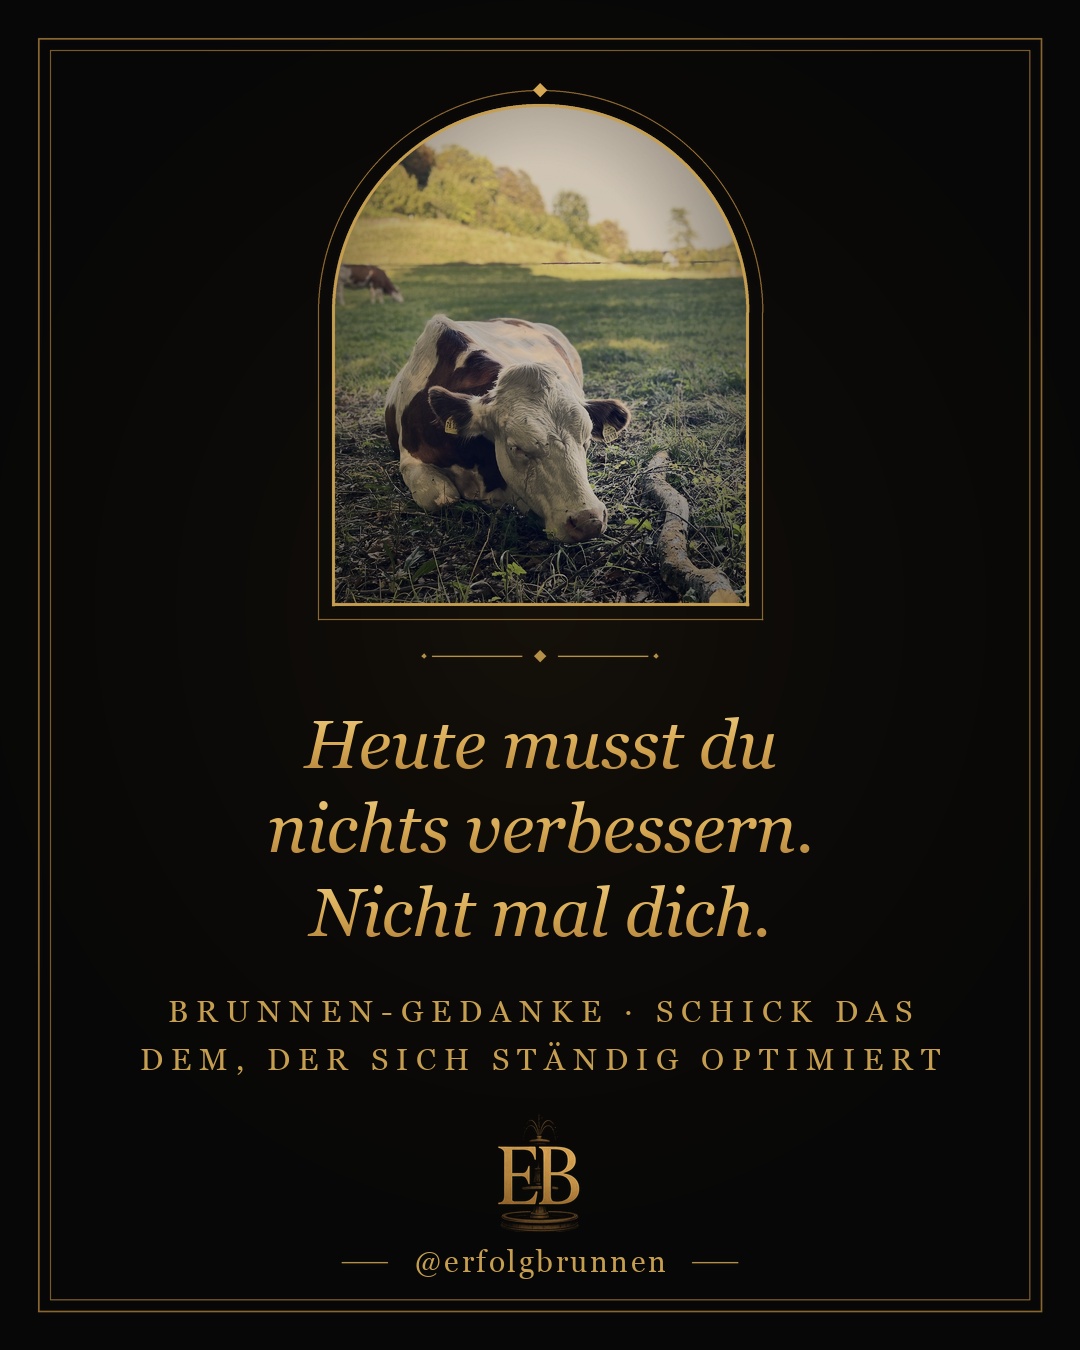 Heute musst du
nichts verbessern.
Nicht mal dich.
BRUNNEN-GEDANKE · SCHICK DAS
DEM, DER SICH STÄNDIG OPTIMIERT
EB
@erfolgbrunnen